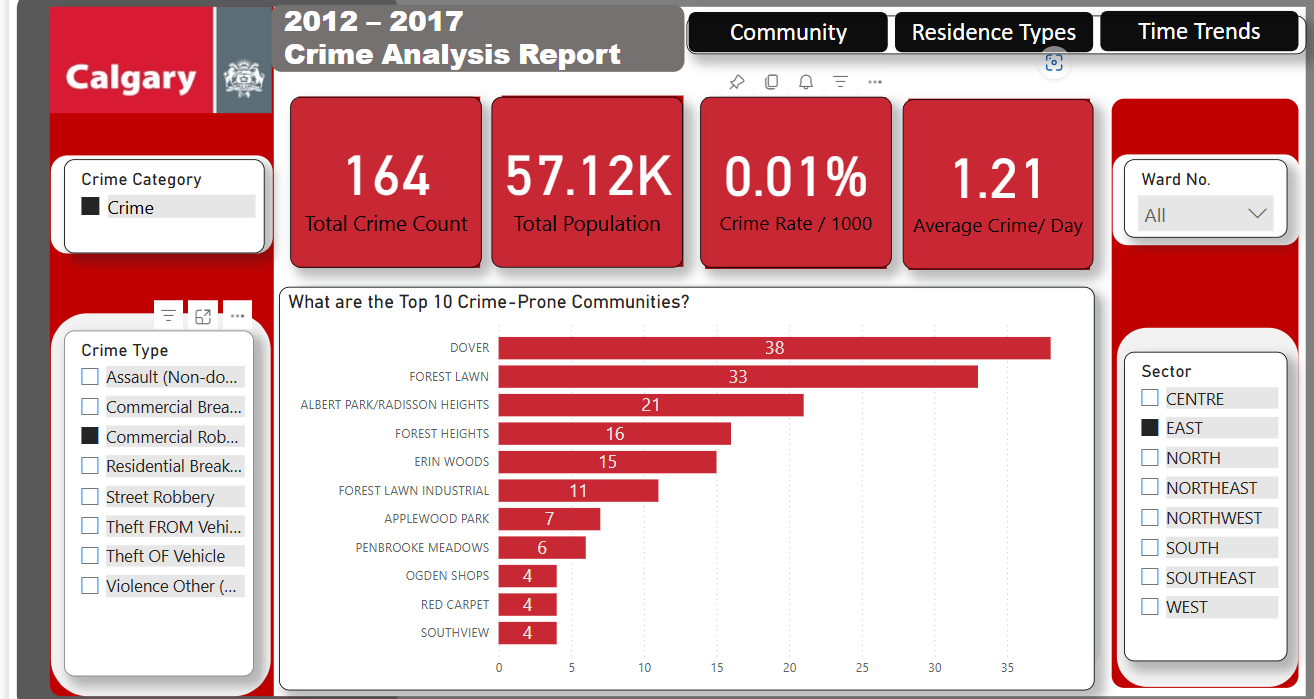 Calgary
2012 – 2017
Crime Analysis Report
Community
Residence Types
Time Trends
Crime Category
Crime
164
Total Crime Count
57.12K
Total Population
0.01%
Crime Rate / 1000
1.21
Average Crime/ Day
Ward No.
All
Crime Type
Assault (Non-do...
Commercial Brea...
Commercial Rob...
Residential Break...
Street Robbery
Theft FROM Vehi...
Theft OF Vehicle
Violence Other (...
What are the Top 10 Crime-Prone Communities?
DOVER 38
FOREST LAWN 33
ALBERT PARK/RADISSON HEIGHTS 21
FOREST HEIGHTS 16
ERIN WOODS 15
FOREST LAWN INDUSTRIAL 11
APPLEWOOD PARK 7
PENBROOKE MEADOWS 6
OGDEN SHOPS 4
RED CARPET 4
SOUTHVIEW 4
0 5 10 15 20 25 30 35
Sector
CENTRE
EAST
NORTH
NORTHEAST
NORTHWEST
SOUTH
SOUTHEAST
WEST